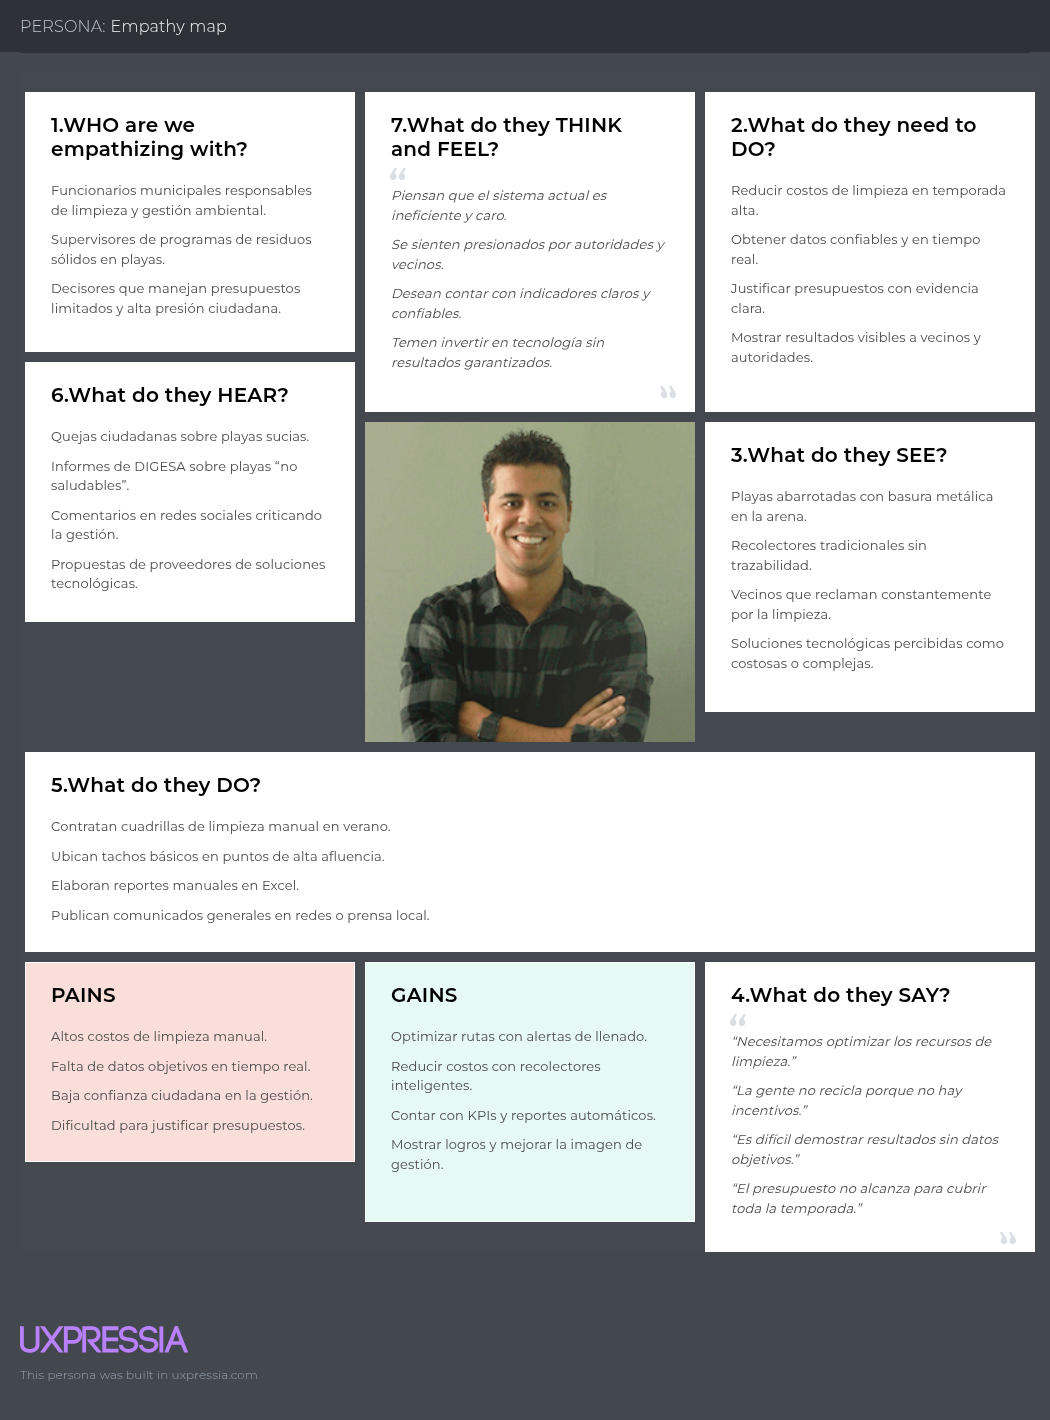 PERSONA: Empathy map
1.WHO are we
empathizing with?
Funcionarios municipales responsables
de limpieza y gestión ambiental.
Supervisores de programas de residuos
sólidos en playas.
Decisores que manejan presupuestos
limitados y alta presión ciudadana.
7.What do they THINK
and FEEL?
“
Piensan que el sistema actual es
ineficiente y caro.
Se sienten presionados por autoridades y
vecinos.
Desean contar con indicadores claros y
confiables.
Temen invertir en tecnología sin
resultados garantizados.
”
2.What do they need to
DO?
Reducir costos de limpieza en temporada
alta.
Obtener datos confiables y en tiempo
real.
Justificar presupuestos con evidencia
clara.
Mostrar resultados visibles a vecinos y
autoridades.
6.What do they HEAR?
Quejas ciudadanas sobre playas sucias.
Informes de DIGESA sobre playas “no
saludables”.
Comentarios en redes sociales criticando
la gestión.
Propuestas de proveedores de soluciones
tecnológicas.
3.What do they SEE?
Playas abarrotadas con basura metálica
en la arena.
Recolectores tradicionales sin
trazabilidad.
Vecinos que reclaman constantemente
por la limpieza.
Soluciones tecnológicas percibidas como
costosas o complejas.
5.What do they DO?
Contratan cuadrillas de limpieza manual en verano.
Ubican tachos básicos en puntos de alta afluencia.
Elaboran reportes manuales en Excel.
Publican comunicados generales en redes o prensa local.
PAINS
Altos costos de limpieza manual.
Falta de datos objetivos en tiempo real.
Baja confianza ciudadana en la gestión.
Dificultad para justificar presupuestos.
GAINS
Optimizar rutas con alertas de llenado.
Reducir costos con recolectores
inteligentes.
Contar con KPIs y reportes automáticos.
Mostrar logros y mejorar la imagen de
gestión.
4.What do they SAY?
“
“Necesitamos optimizar los recursos de
limpieza.”
“La gente no recicla porque no hay
incentivos.”
“Es difícil demostrar resultados sin datos
objetivos.”
“El presupuesto no alcanza para cubrir
toda la temporada.”
”
UXPRESSIA
This persona was built in uxpressia.com